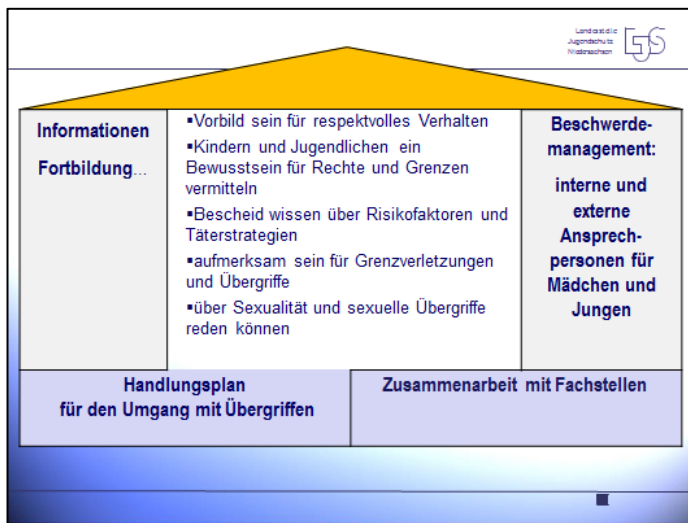 Landesstelle
Jugendschutz
Niedersachsen
LJS
Informationen
Fortbildung...
▪Vorbild sein für respektvolles Verhalten
▪Kindern und Jugendlichen ein
Bewusstsein für Rechte und Grenzen
vermitteln
▪Bescheid wissen über Risikofaktoren und
Täterstrategien
▪aufmerksam sein für Grenzverletzungen
und Übergriffe
▪über Sexualität und sexuelle Übergriffe
reden können
Beschwerde-
management:
interne und
externe
Ansprech-
personen für
Mädchen und
Jungen
Handlungsplan
für den Umgang mit Übergriffen
Zusammenarbeit mit Fachstellen